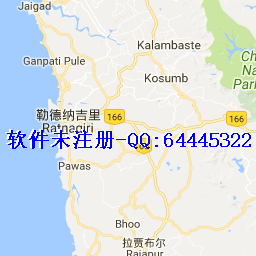 Jaigad
Kalambaste
Ganpati Pule
Kosumb
勒德纳吉里
166
166
Ratnagiri
软件未注册-QQ:64445322
Pawas
Bhoo
拉贾布尔
Rajapur